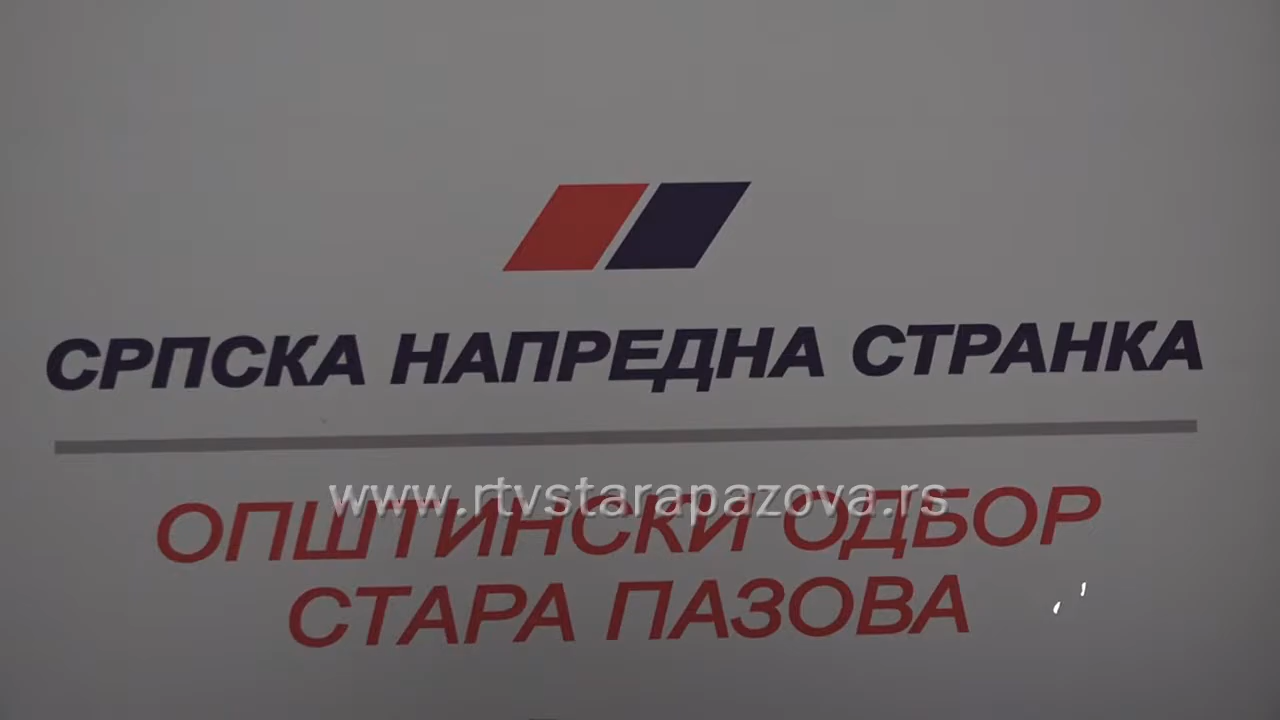 СРПСКА НАПРЕДНА СТРАНКА
www.rtvstarapazova.rs
ОПШТИНСКИ ОДБОР
СТАРА ПАЗОВА